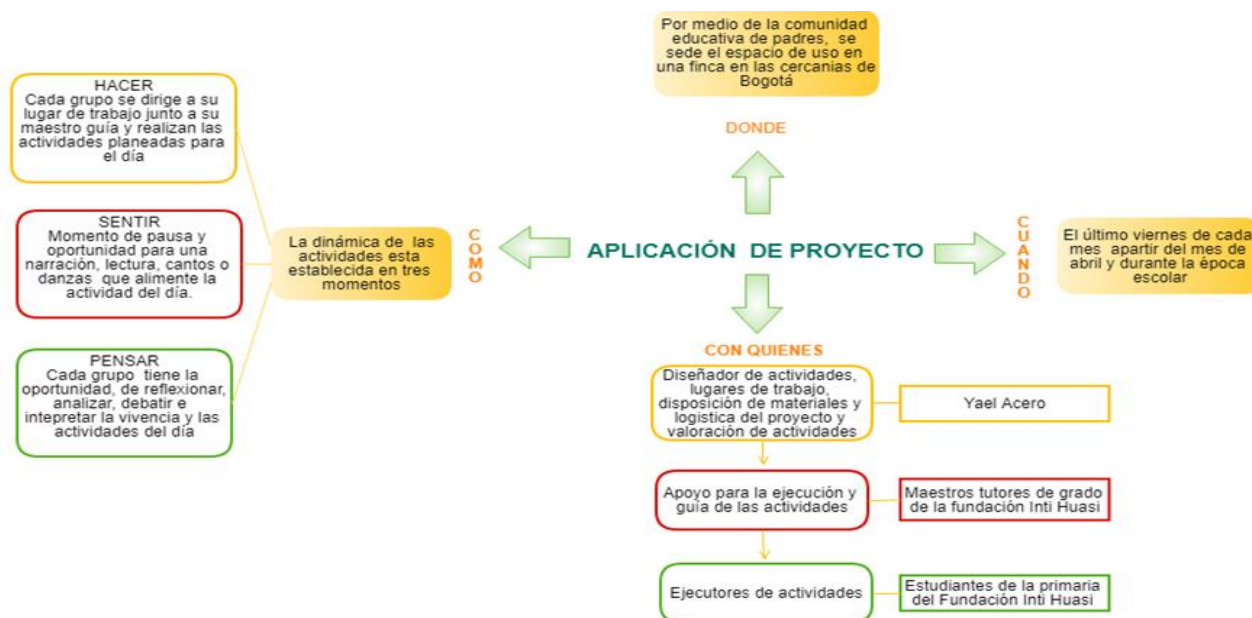 Por medio de la comunidad
educativa de padres, se
sede el espacio de uso en
una finca en las cercanias de
Bogotá
DONDE
HACER
Cada grupo se dirige a su
lugar de trabajo junto a su
maestro guía y realizan las
actividades planeadas para
el día
SENTIR
Momento de pausa y
oportunidad para una
narración, lectura, cantos o
danzas que alimente la
actividad del día.
PENSAR
Cada grupo tiene la
oportunidad, de reflexionar,
analizar, debatir e
intepretar la vivencia y las
actividades del día
La dinámica de las
actividades esta
establecida en tres
momentos
COMO
APLICACIÓN DE PROYECTO
CUANDO
El último viernes de cada
mes apartir del mes de
abril y durante la época
escolar
CON QUIENES
Diseñador de actividades,
lugares de trabajo,
disposición de materiales y
logistica del proyecto y
valoración de actividades
Yael Acero
Apoyo para la ejecución y
guía de las actividades
Maestros tutores de grado
de la fundación Inti Huasi
Ejecutores de actividades
Estudiantes de la primaria
del Fundación Inti Huasi